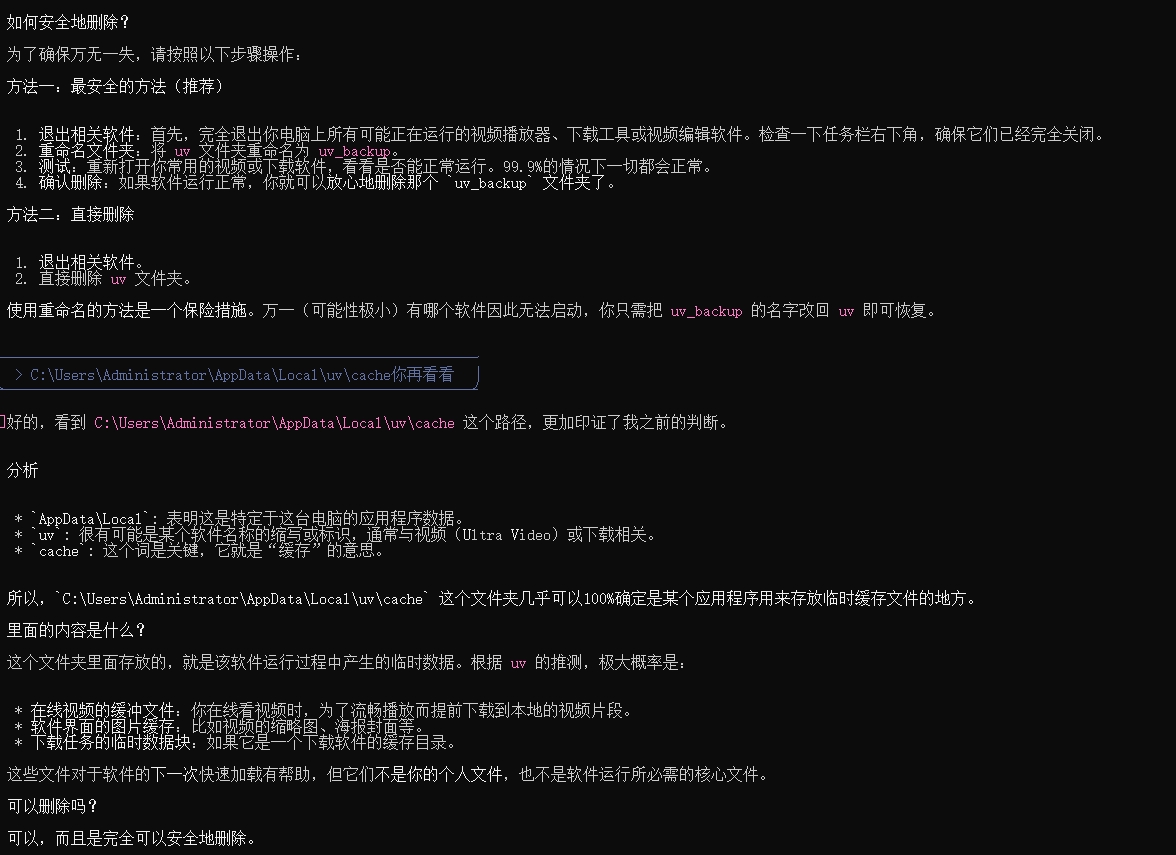 如何安全地删除？
为了确保万无一失，请按照以下步骤操作：
方法一：最安全的方法（推荐）
1. 退出相关软件：首先，完全退出你电脑上所有可能正在运行的视频播放器、下载工具或视频编辑软件。检查一下任务栏右下角，确保它们已经完全关闭。
2. 重命名文件夹：将 uv 文件夹重命名为 uv_backup。
3. 测试：重新打开你常用的视频或下载软件，看看是否能正常运行。99.9%的情况下一切都会正常。
4. 确认删除：如果软件运行正常，你就可以放心地删除那个 `uv_backup` 文件夹了。
方法二：直接删除
1. 退出相关软件。
2. 直接删除 uv 文件夹。
使用重命名的方法是一个保险措施。万一（可能性极小）有哪个软件因此无法启动，你只需把 uv_backup 的名字改回 uv 即可恢复。
> C:\Users\Administrator\AppData\Local\uv\cache你再看看
好的，看到 C:\Users\Administrator\AppData\Local\uv\cache 这个路径，更加印证了我之前的判断。
分析
* `AppData\Local`: 表明这是特定于这台电脑的应用程序数据。
* `uv`: 很有可能是某个软件名称的缩写或标识，通常与视频（Ultra Video）或下载相关。
* `cache`: 这个词是关键，它就是“缓存”的意思。
所以，`C:\Users\Administrator\AppData\Local\uv\cache` 这个文件夹几乎可以100%确定是某个应用程序用来存放临时缓存文件的地方。
里面的内容是什么？
这个文件夹里面存放的，就是该软件运行过程中产生的临时数据。根据 uv 的推测，极大概率是：
* 在线视频的缓冲文件：你在线看视频时，为了流畅播放而提前下载到本地的视频片段。
* 软件界面的图片缓存：比如视频的缩略图、海报封面等。
* 下载任务的临时数据块：如果它是一个下载软件的缓存目录。
这些文件对于软件的下一次快速加载有帮助，但它们不是你的个人文件，也不是软件运行所必需的核心文件。
可以删除吗？
可以，而且是完全可以安全地删除。